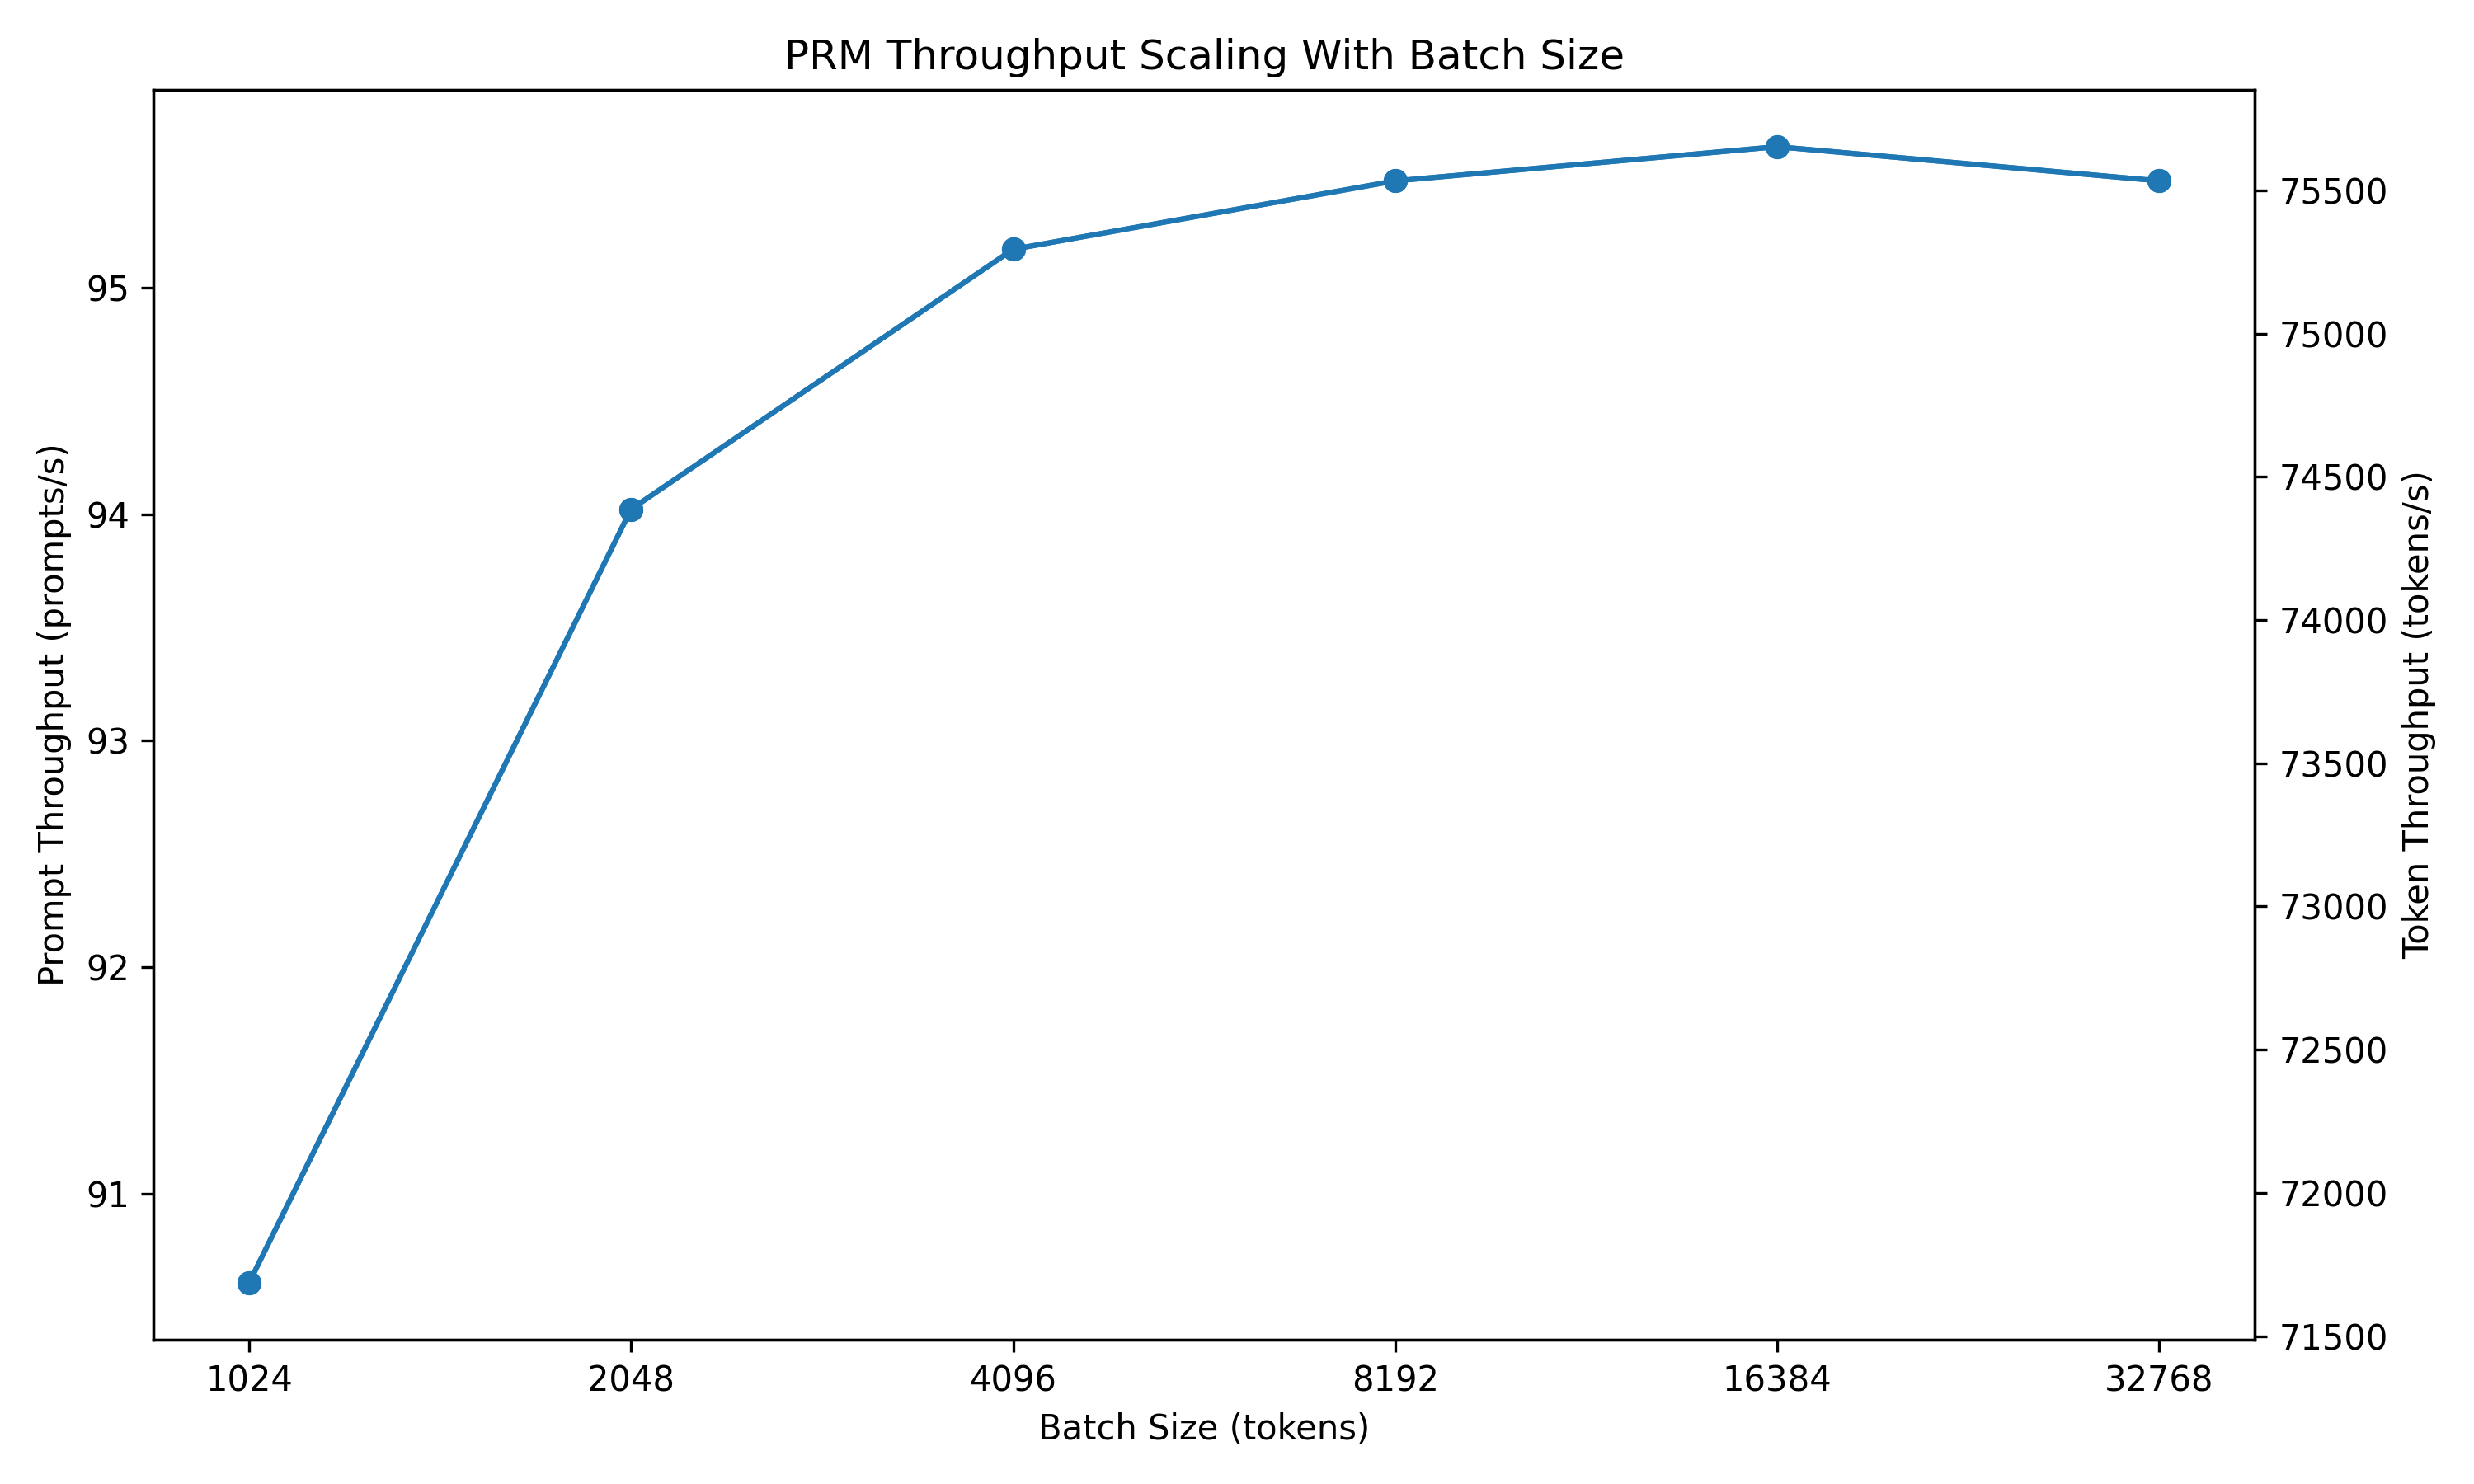 PRM Throughput Scaling With Batch Size
Prompt Throughput (prompts/s)
95
94
93
92
91
75500
75000
74500
74000
73500
73000
72500
72000
71500
Token Throughput (tokens/s)
1024 2048 4096 8192 16384 32768
Batch Size (tokens)